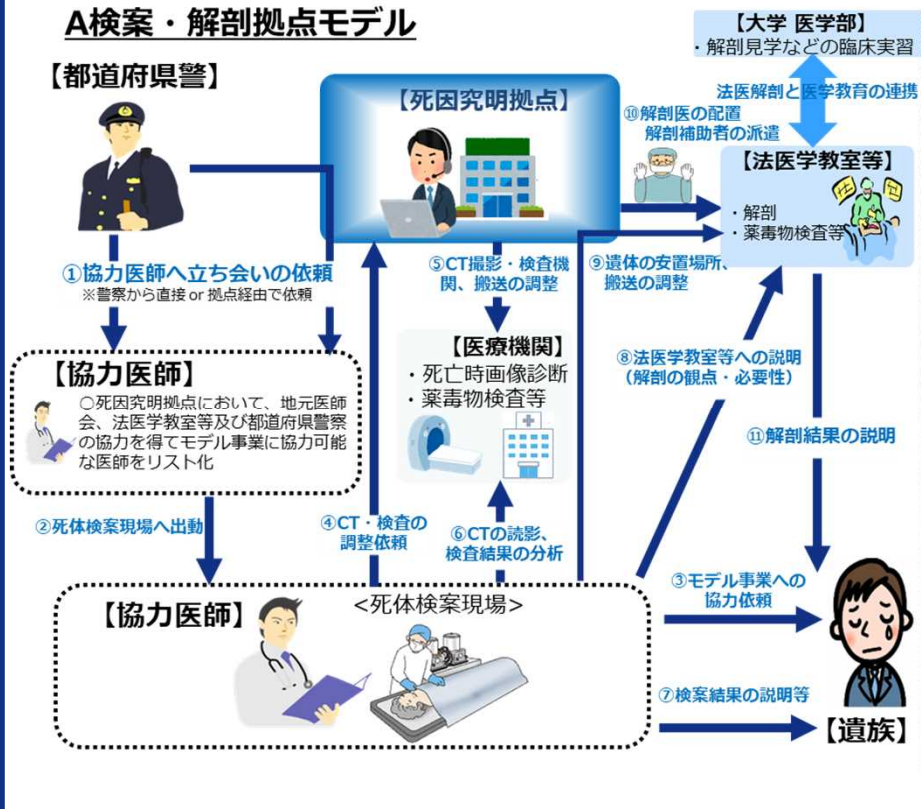 A検案・解剖拠点モデル
【都道府県警】
【死因究明拠点】
【大学 医学部】
・解剖見学などの臨床実習
法医解剖と医学教育の連携
⑩解剖医の配置
解剖補助者の派遣
【法医学教室等】
・解剖
・薬毒物検査等
①協力医師へ立ち会いの依頼
※警察から直接 or 拠点経由で依頼
⑤CT撮影・検査機
関、搬送の調整
⑨遺体の安置場所、
搬送の調整
【医療機関】
・死亡時画像診断
・薬毒物検査等
【協力医師】
○死因究明拠点において、地元医師
会、法医学教室等及び都道府県警察
の協力を得てモデル事業に協力可能
な医師をリスト化
⑧法医学教室等への説明
（解剖の観点・必要性）
⑪解剖結果の説明
②死体検案現場へ出動
④CT・検査の
調整依頼
⑥CTの読影、
検査結果の分析
③モデル事業への
協力依頼
【協力医師】
<死体検案現場>
⑦検案結果の説明等
【遺族】